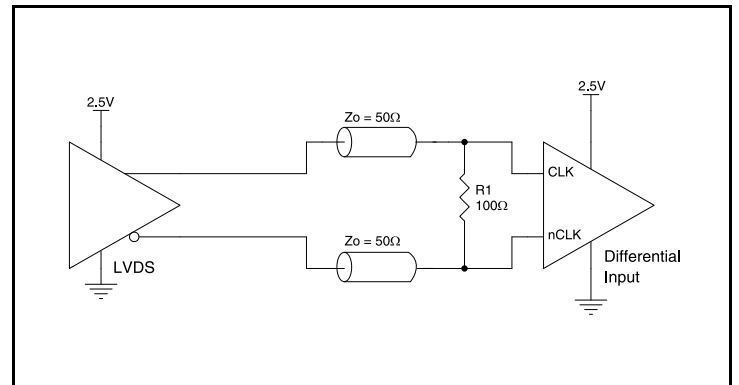 2.5V
2.5V
Zo = 50Ω
CLK
R1
100Ω
nCLK
Zo = 50Ω
LVDS
Differential
Input